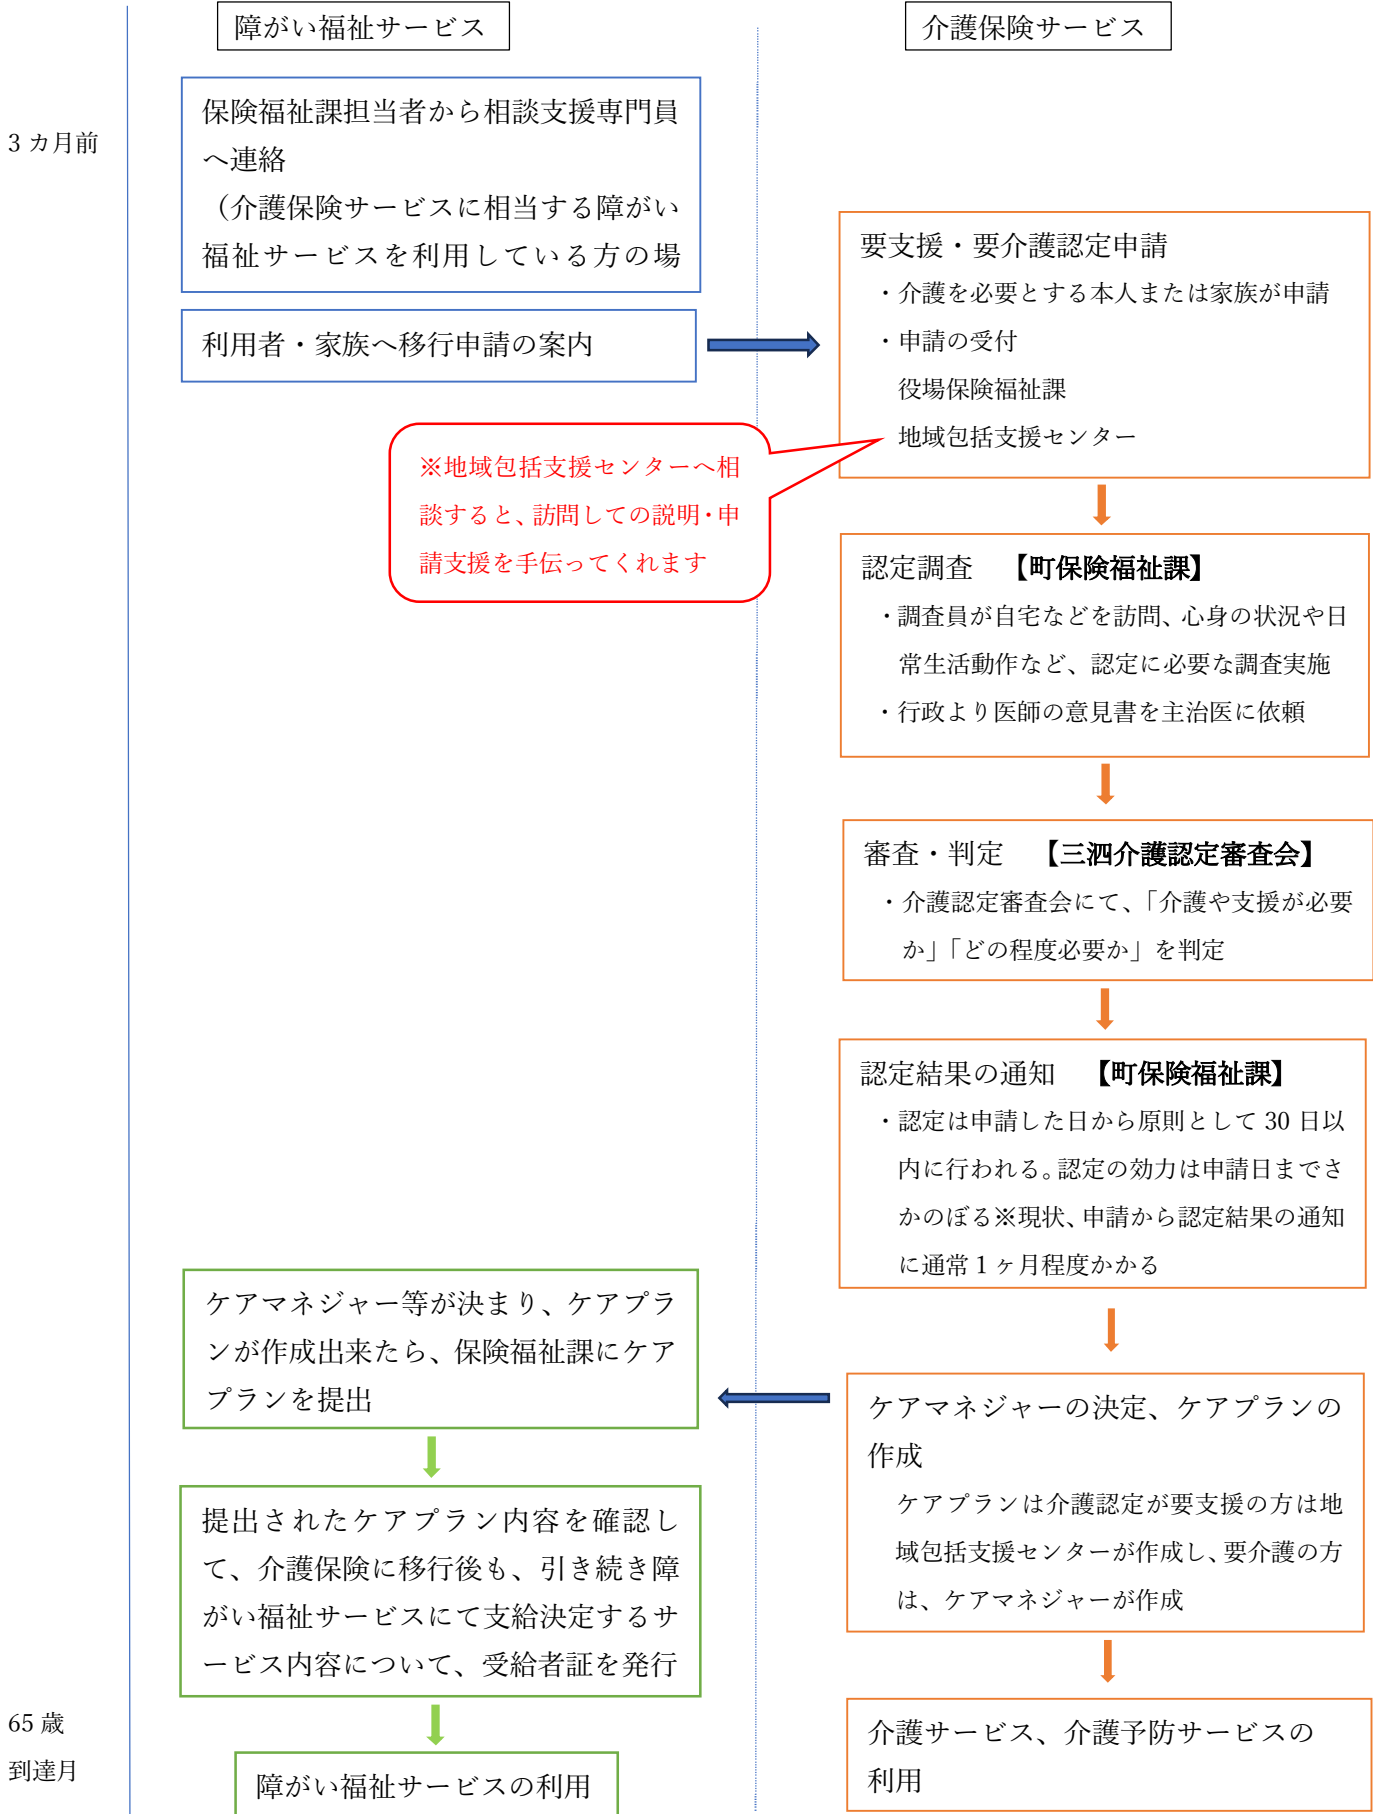 障がい福祉サービス
介護保険サービス
3 カ月前
保険福祉課担当者から相談支援専門員
へ連絡
（介護保険サービスに相当する障がい
福祉サービスを利用している方の場
利用者・家族へ移行申請の案内
要支援・要介護認定申請
・介護を必要とする本人または家族が申請
・申請の受付
役場保険福祉課
地域包括支援センター
※地域包括支援センターへ相
談すると、訪問しての説明・申
請支援を手伝ってくれます
認定調査　【町保険福祉課】
・調査員が自宅などを訪問、心身の状況や日
常生活動作など、認定に必要な調査実施
・行政より医師の意見書を主治医に依頼
審査・判定　【三泗介護認定審査会】
・介護認定審査会にて、「介護や支援が必要
か」「どの程度必要か」を判定
認定結果の通知　【町保険福祉課】
・認定は申請した日から原則として 30 日以
内に行われる。認定の効力は申請日までさ
かのぼる※現状、申請から認定結果の通知
に通常 1 ヶ月程度かかる
ケアマネジャー等が決まり、ケアプラ
ンが作成出来たら、保険福祉課にケア
プランを提出
ケアマネジャーの決定、ケアプランの
作成
ケアプランは介護認定が要支援の方は地
域包括支援センターが作成し、要介護の方
は、ケアマネジャーが作成
提出されたケアプラン内容を確認し
て、介護保険に移行後も、引き続き障
がい福祉サービスにて支給決定するサ
ービス内容について、受給者証を発行
65 歳
到達月
障がい福祉サービスの利用
介護サービス、介護予防サービスの
利用